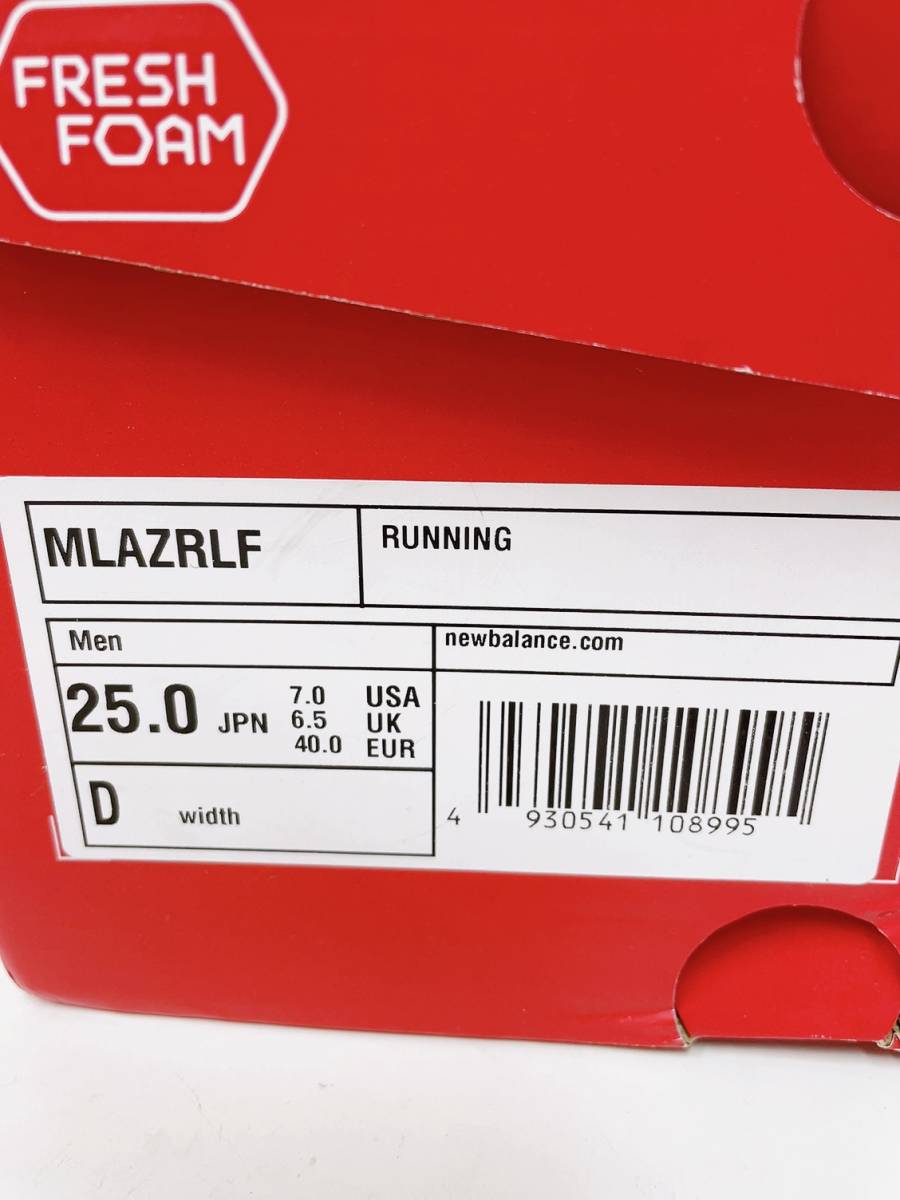 FRESH
FOAM
MLAZRLF
RUNNING
Men
newbalance.com
25.0 JPN
7.0 USA
6.5 UK
40.0 EUR
D width
4 930541 108995